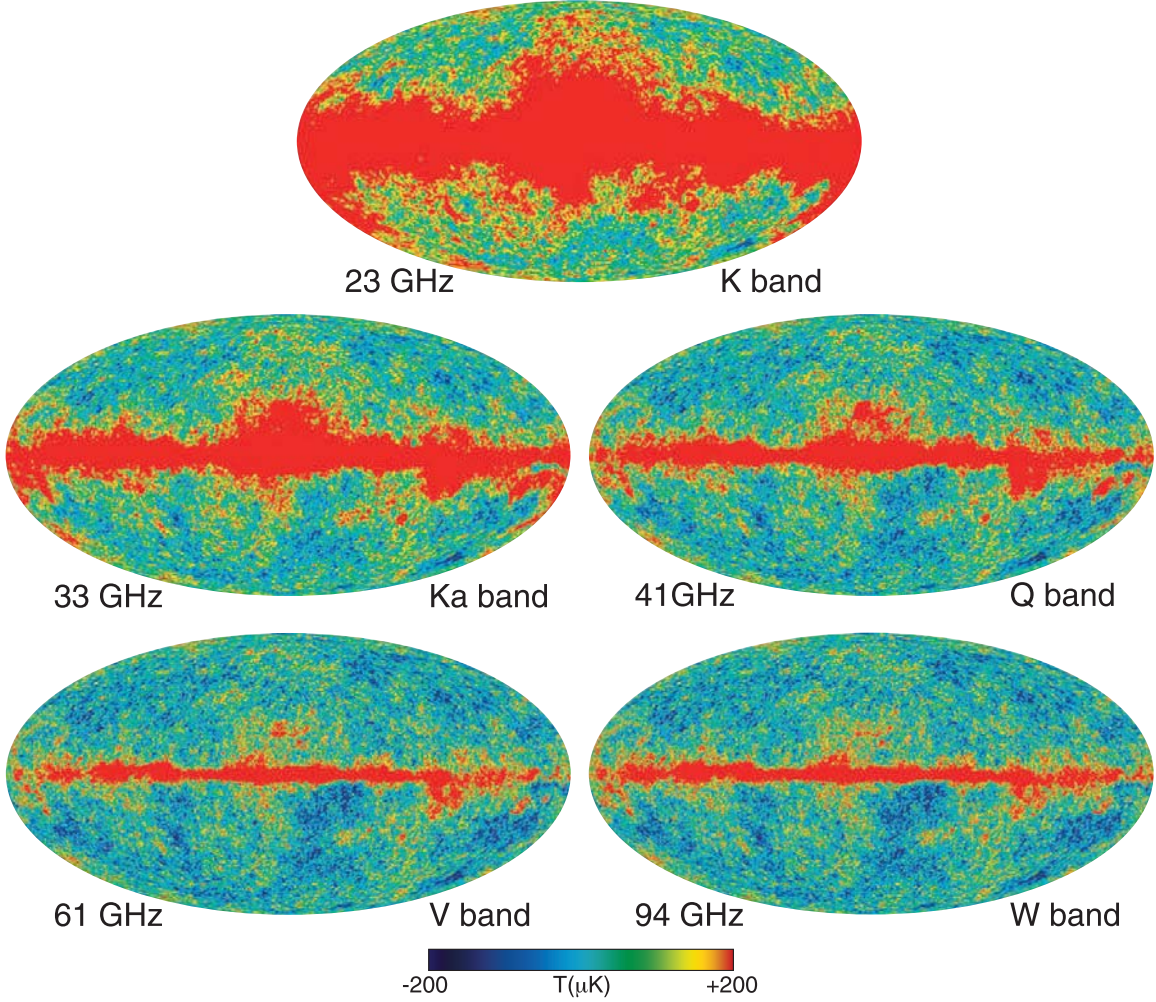 23 GHz K band
33 GHz Ka band
41GHz Q band
61 GHz V band
94 GHz W band
-200 T(μK) +200